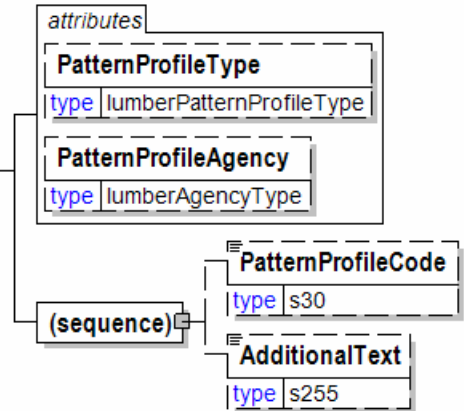 attributes
PatternProfileType
type lumberPatternProfileType
PatternProfileAgency
type lumberAgencyType
PatternProfileCode
type s30
(sequence)
AdditionalText
type s255